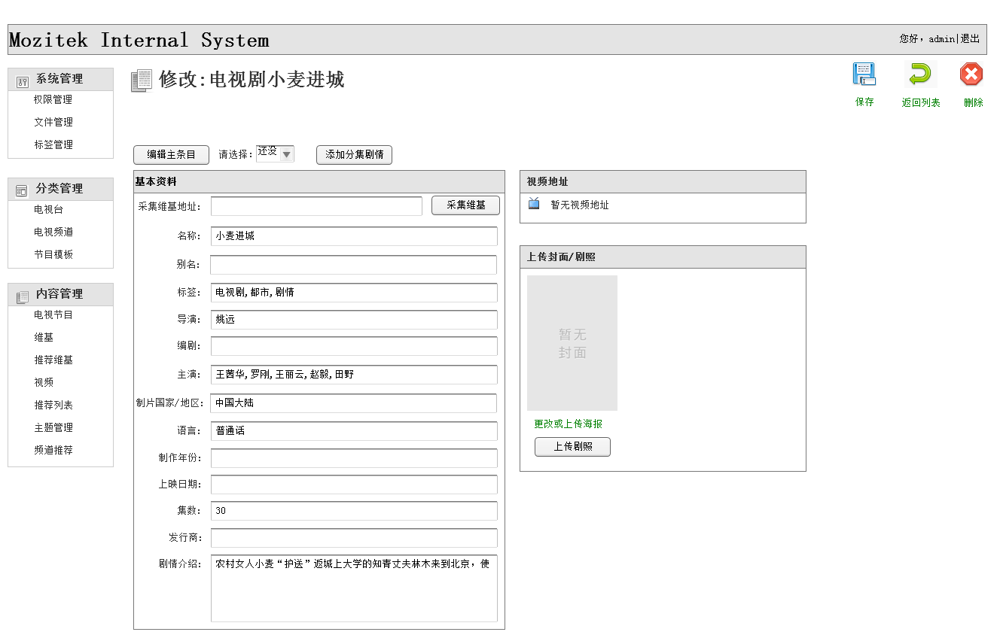 Mozitek Internal System
您好，admin|退出
系统管理
权限管理
文件管理
标签管理
分类管理
电视台
电视频道
节目模板
内容管理
电视节目
维基
推荐维基
视频
推荐列表
主题管理
频道推荐
修改:电视剧小麦进城
保存
返回列表
删除
编辑主条目
请选择:
还没
添加分集剧情
基本资料
采集维基地址:
采集维基
名称: 小麦进城
别名:
标签: 电视剧,都市,剧情
导演: 姚远
编剧:
主演: 王茜华,罗刚,王丽云,赵毅,田野
制片国家/地区: 中国大陆
语言: 普通话
制作年份:
上映日期:
集数: 30
发行商:
剧情介绍: 农村女人小麦“护送”返城上大学的知青丈夫林木来到北京，使
视频地址
暂无视频地址
上传封面/剧照
暂无
封面
更改或上传海报
上传剧照